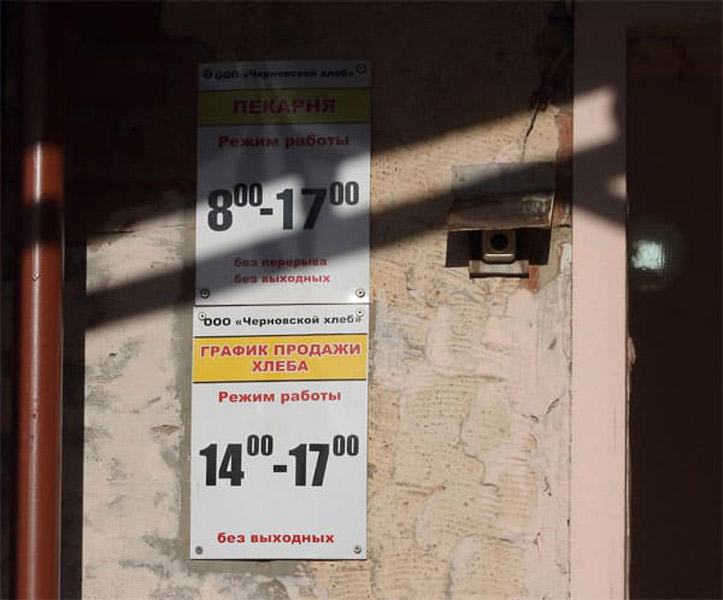 ООО «Черновской хлеб»
ПЕКАРНЯ
Режим работы
8⁰⁰-17⁰⁰
без перерыва
без выходных
ООО «Черновской хлеб»
ГРАФИК ПРОДАЖИ
ХЛЕБА
Режим работы
14⁰⁰-17⁰⁰
без выходных